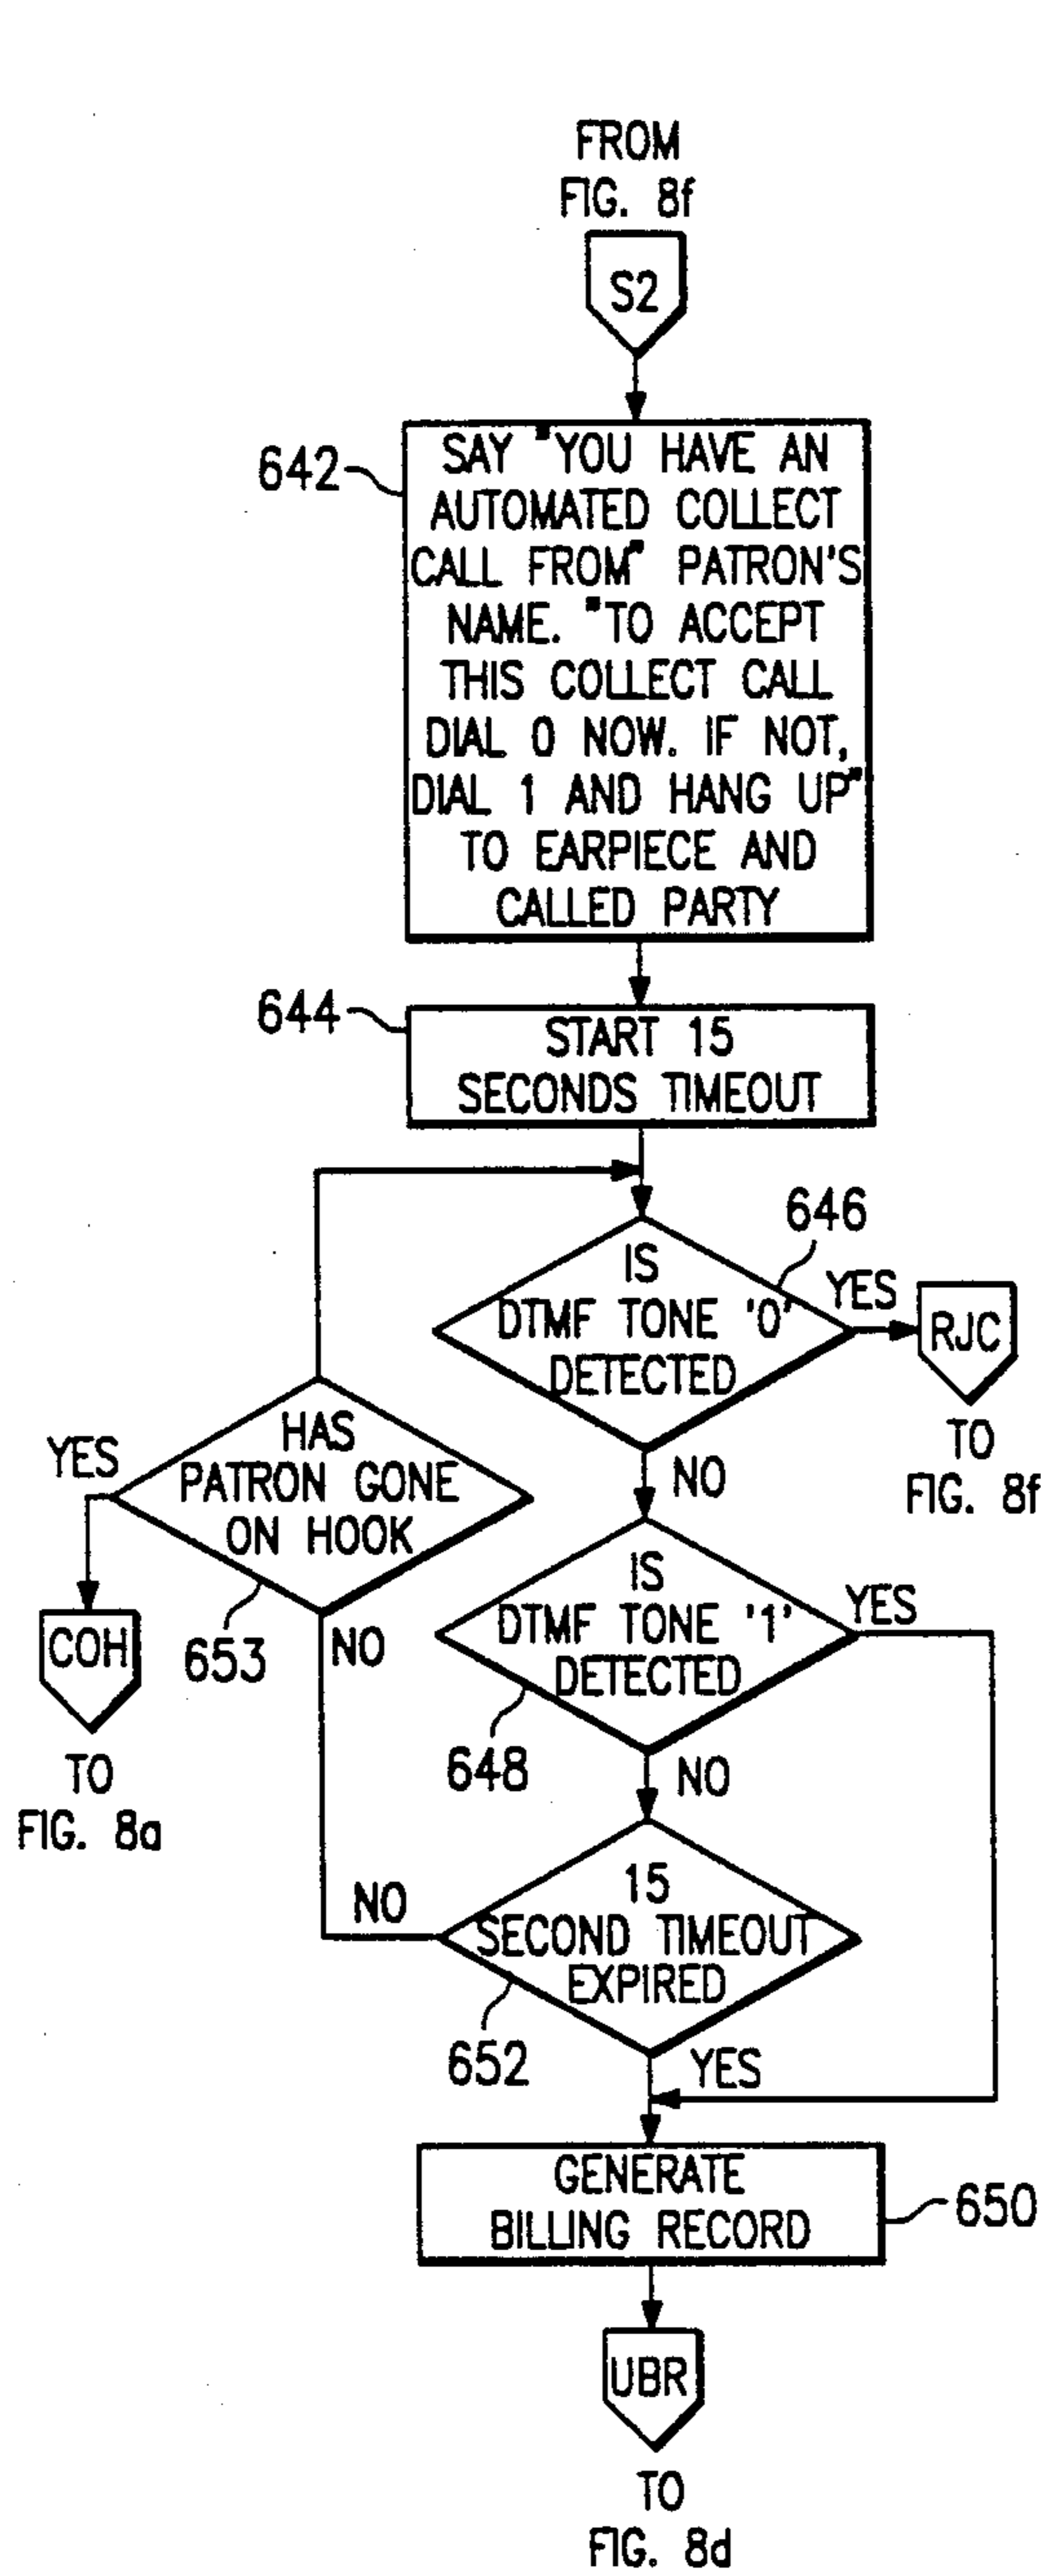 FROM
FIG. 8f
S2
642
SAY "YOU HAVE AN
AUTOMATED COLLECT
CALL FROM" PATRON'S
NAME. "TO ACCEPT
THIS COLLECT CALL
DIAL 0 NOW. IF NOT,
DIAL 1 AND HANG UP"
TO EARPIECE AND
CALLED PARTY
644
START 15
SECONDS TIMEOUT
646
IS
DTMF TONE '0'
DETECTED
YES
RJC
TO
FIG. 8f
NO
HAS
PATRON GONE
ON HOOK
YES
COH
TO
FIG. 8a
653
NO
IS
DTMF TONE '1'
DETECTED
YES
648
NO
15
SECOND TIMEOUT
EXPIRED
NO
652
YES
GENERATE
BILLING RECORD
650
UBR
TO
FIG. 8d